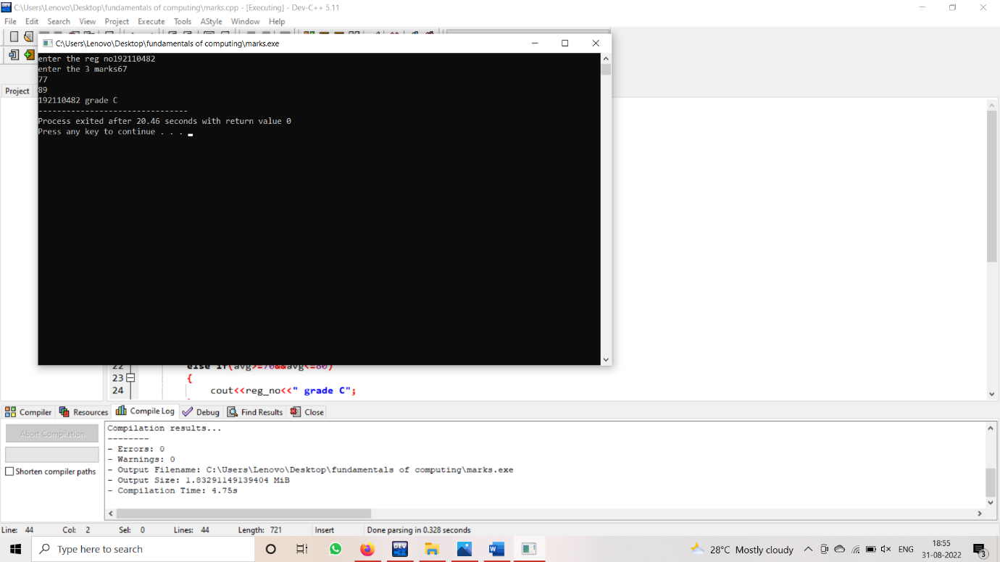 C:\Users\Lenovo\Desktop\fundamentals of computing\marks.cpp - [Executing] - Dev-C++ 5.11
File Edit Search View Project Execute Tools AStyle Window Help
C:\Users\Lenovo\Desktop\fundamentals of computing\marks.exe
enter the reg no192110482
enter the 3 marks67
77
89
192110482 grade C
--------------------------------
Process exited after 20.46 seconds with return value 0
Press any key to continue . . .
Project
22 else if(avg>=70&&avg<=80)
23 {
24 cout<<reg_no<<" grade C";
Compiler Resources Compile Log Debug Find Results Close
Abort Compilation
Shorten compiler paths
Compilation results...
--------
- Errors: 0
- Warnings: 0
- Output Filename: C:\Users\Lenovo\Desktop\fundamentals of computing\marks.exe
- Output Size: 1.83291149139404 MiB
- Compilation Time: 4.75s
Line: 44 Col: 2 Sel: 0 Lines: 44 Length: 721 Insert Done parsing in 0.328 seconds
Type here to search
DEV
28°C Mostly cloudy
ENG
18:55
31-08-2022
3